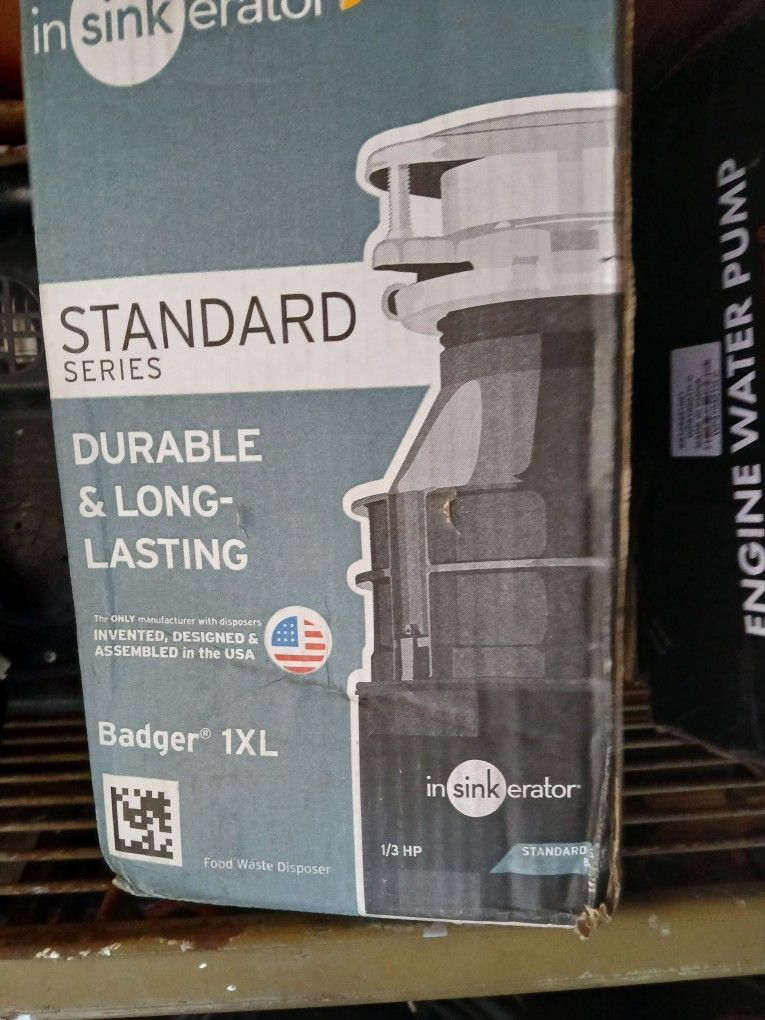 insinkerator
STANDARD
SERIES
DURABLE
& LONG-
LASTING
The ONLY manufacturer with disposers
INVENTED, DESIGNED &
ASSEMBLED in the USA
Badger® 1XL
Food Waste Disposer
insinkerator®
1/3 HP
STANDARD
ENGINE WATER PUMP